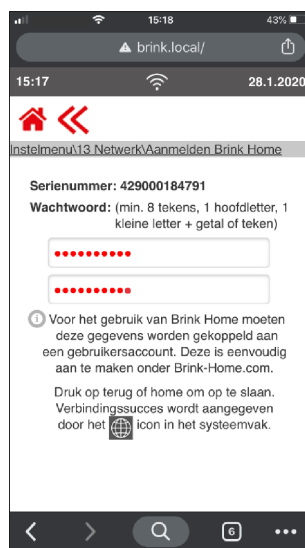 15:18
43%
brink.local/
15:17
28.1.2020
Instelmenu\13 Netwerk\Aanmelden Brink Home
Serienummer: 429000184791
Wachtwoord: (min. 8 tekens, 1 hoofdletter, 1
kleine letter + getal of teken)
••••••••••
••••••••••
Voor het gebruik van Brink Home moeten
deze gegevens worden gekoppeld aan
een gebruikersaccount. Deze is eenvoudig
aan te maken onder Brink-Home.com.
Druk op terug of home om op te slaan.
Verbindingssucces wordt aangegeven
door het icon in het systeemvak.
6